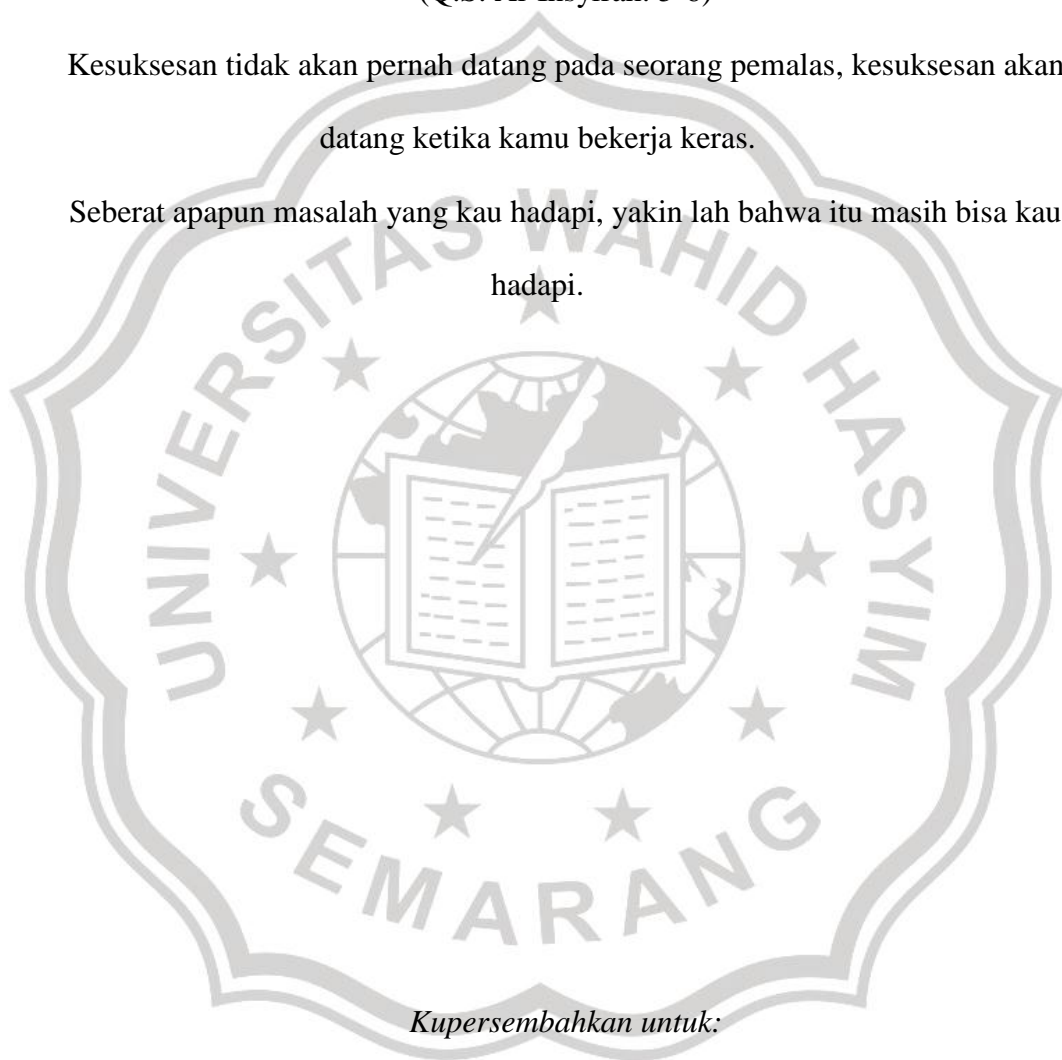 Kesuksesan tidak akan pernah datang pada seorang pemalas, kesuksesan akan
datang ketika kamu bekerja keras.
Seberat apapun masalah yang kau hadapi, yakin lah bahwa itu masih bisa kau
hadapi.
UNIVERSITAS WAHID HASYIM
SEMARANG
Kupersembahkan untuk: